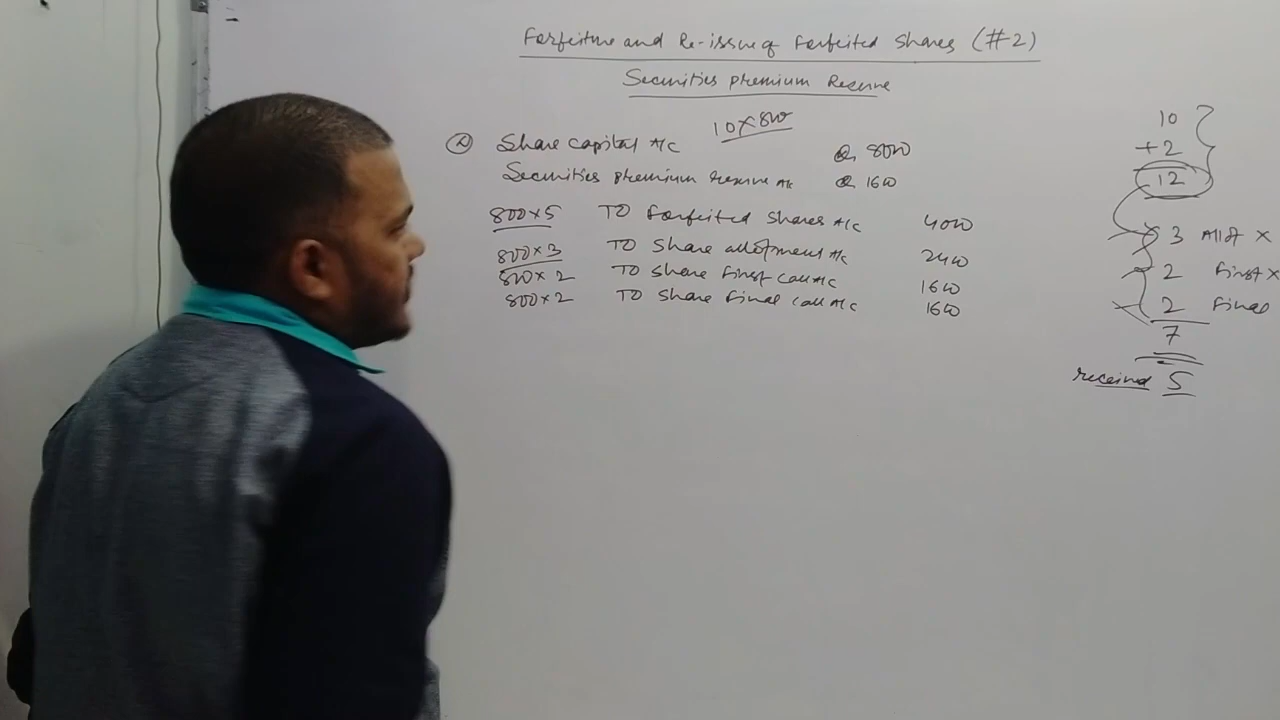 Forfeiture and Re-issue of Forfeited Shares (#2)
Securities premium Reserve
10 x 800
② Share capital A/c Dr 8000
Securities premium reserve A/c Dr 1600
800 x 5 TO Forfeited Shares A/c 4000
800 x 3 TO Share allotment A/c 2400
800 x 2 TO Share First Call A/c 1600
800 x 2 TO Share Final Call A/c 1600
10
+ 2
12
3 Allot X
2 First X
2 Final
7
received 5